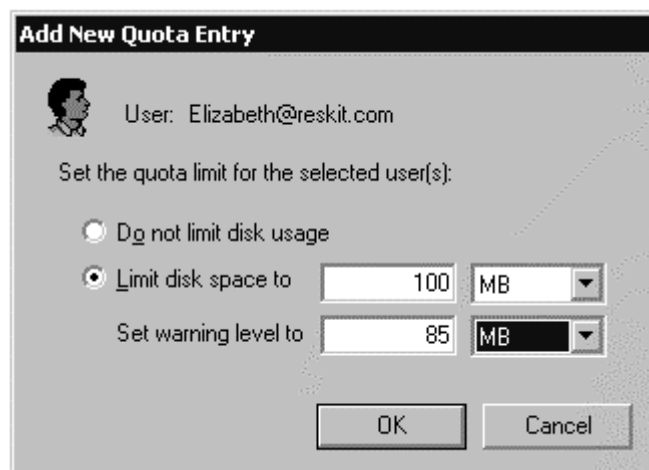 Add New Quota Entry
User: Elizabeth@reskit.com
Set the quota limit for the selected user(s):
Do not limit disk usage
Limit disk space to 100 MB
Set warning level to 85 MB
OK Cancel